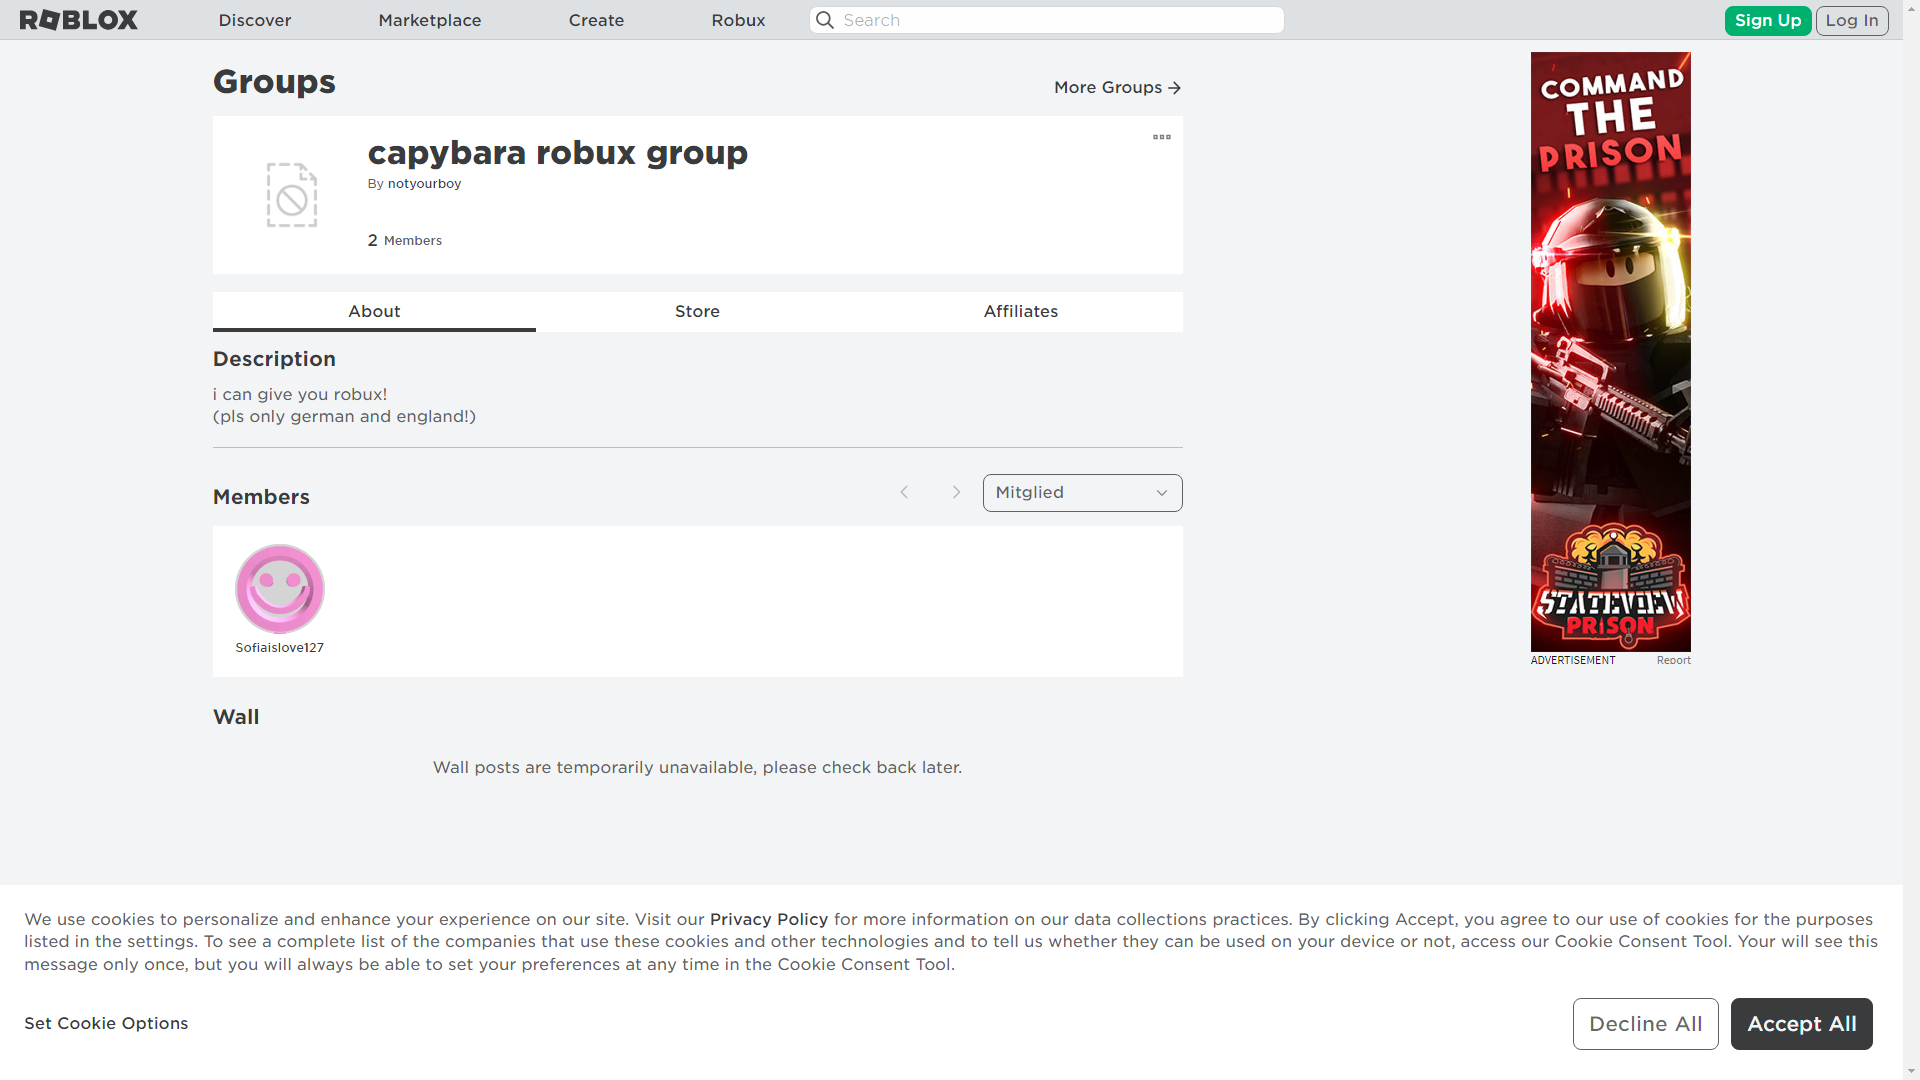 ROBLOX
Discover
Marketplace
Create
Robux
Search
Sign Up
Log In
Groups
More Groups
capybara robux group
By notyourboy
2 Members
About
Store
Affiliates
Description
i can give you robux!
(pls only german and england!)
Members
Mitglied
Sofiaislove127
Wall
Wall posts are temporarily unavailable, please check back later.
COMMAND
THE
PRISON
STATEVIEW
PRISON
ADVERTISEMENT
Report
We use cookies to personalize and enhance your experience on our site. Visit our Privacy Policy for more information on our data collections practices. By clicking Accept, you agree to our use of cookies for the purposes
listed in the settings. To see a complete list of the companies that use these cookies and other technologies and to tell us whether they can be used on your device or not, access our Cookie Consent Tool. Your will see this
message only once, but you will always be able to set your preferences at any time in the Cookie Consent Tool.
Set Cookie Options
Decline All
Accept All